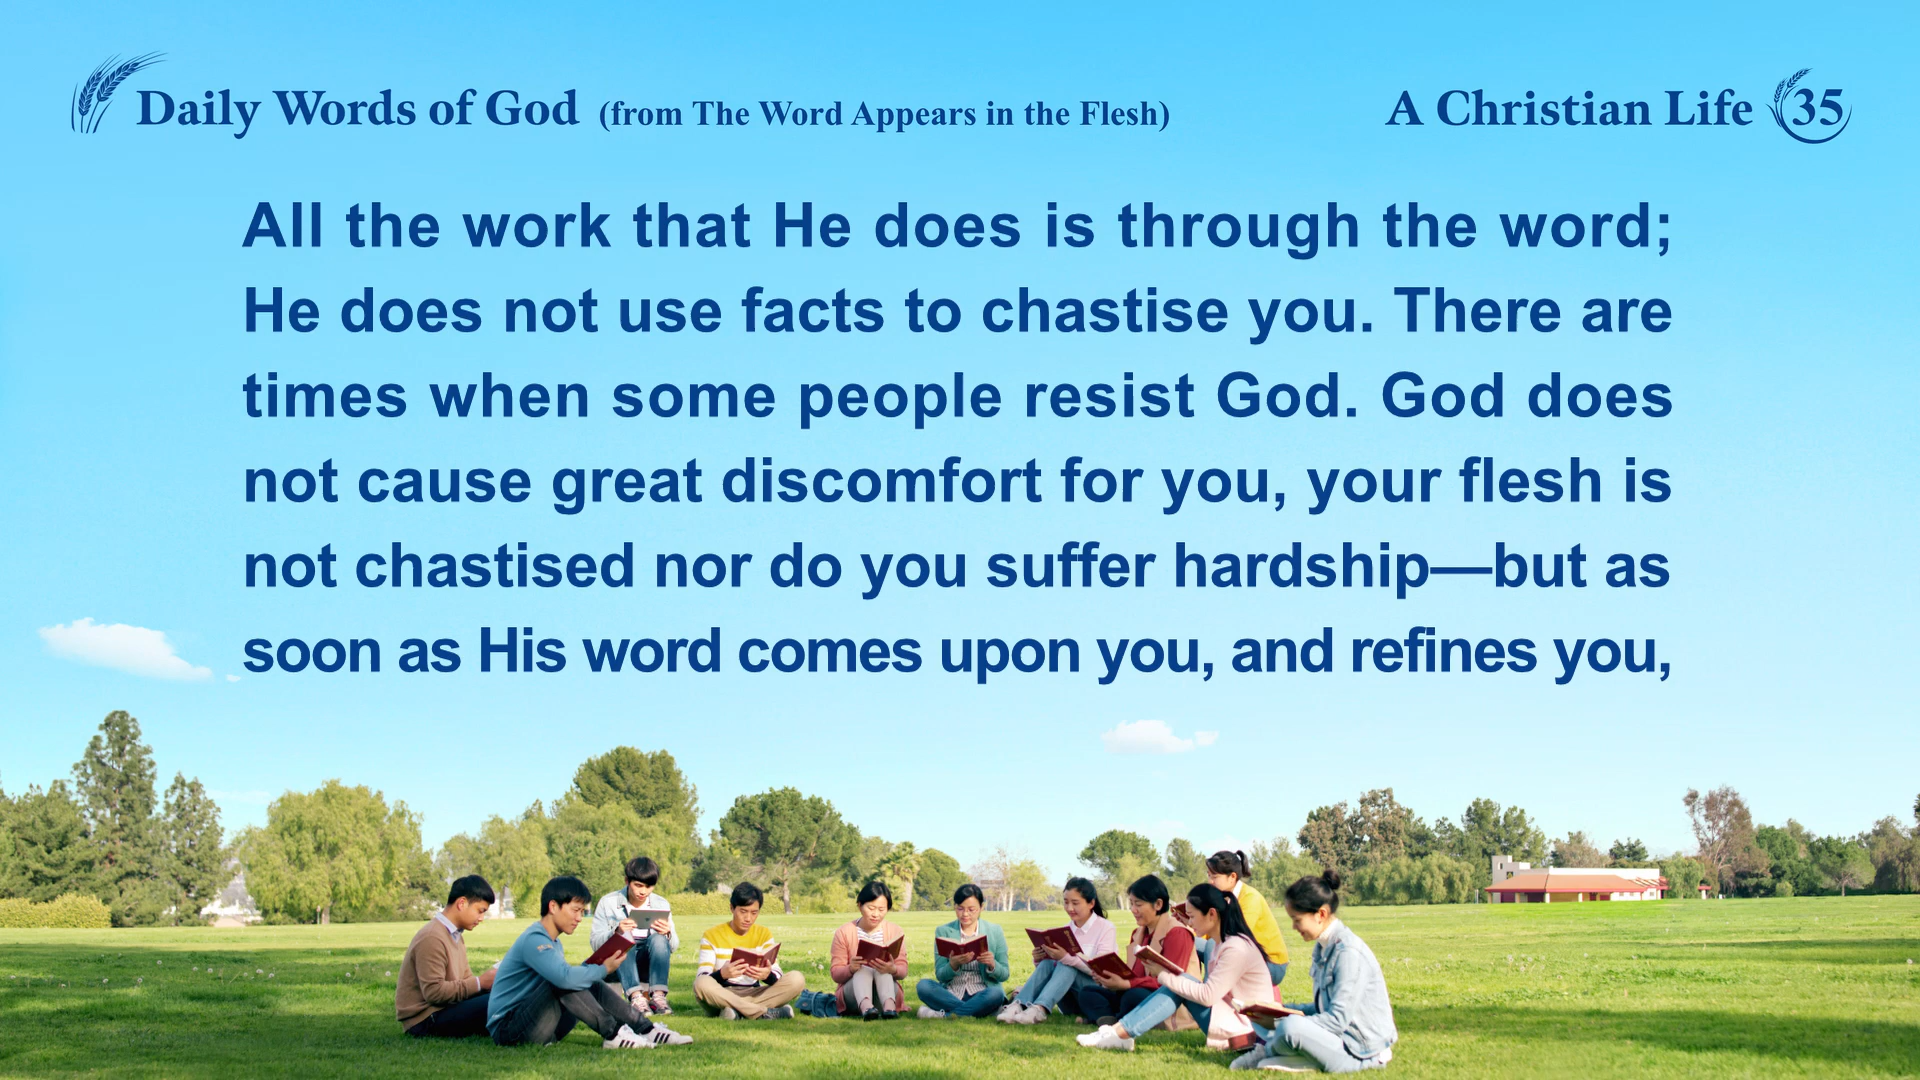 Daily Words of God (from The Word Appears in the Flesh)
A Christian Life 35
All the work that He does is through the word;
He does not use facts to chastise you. There are
times when some people resist God. God does
not cause great discomfort for you, your flesh is
not chastised nor do you suffer hardship—but as
soon as His word comes upon you, and refines you,